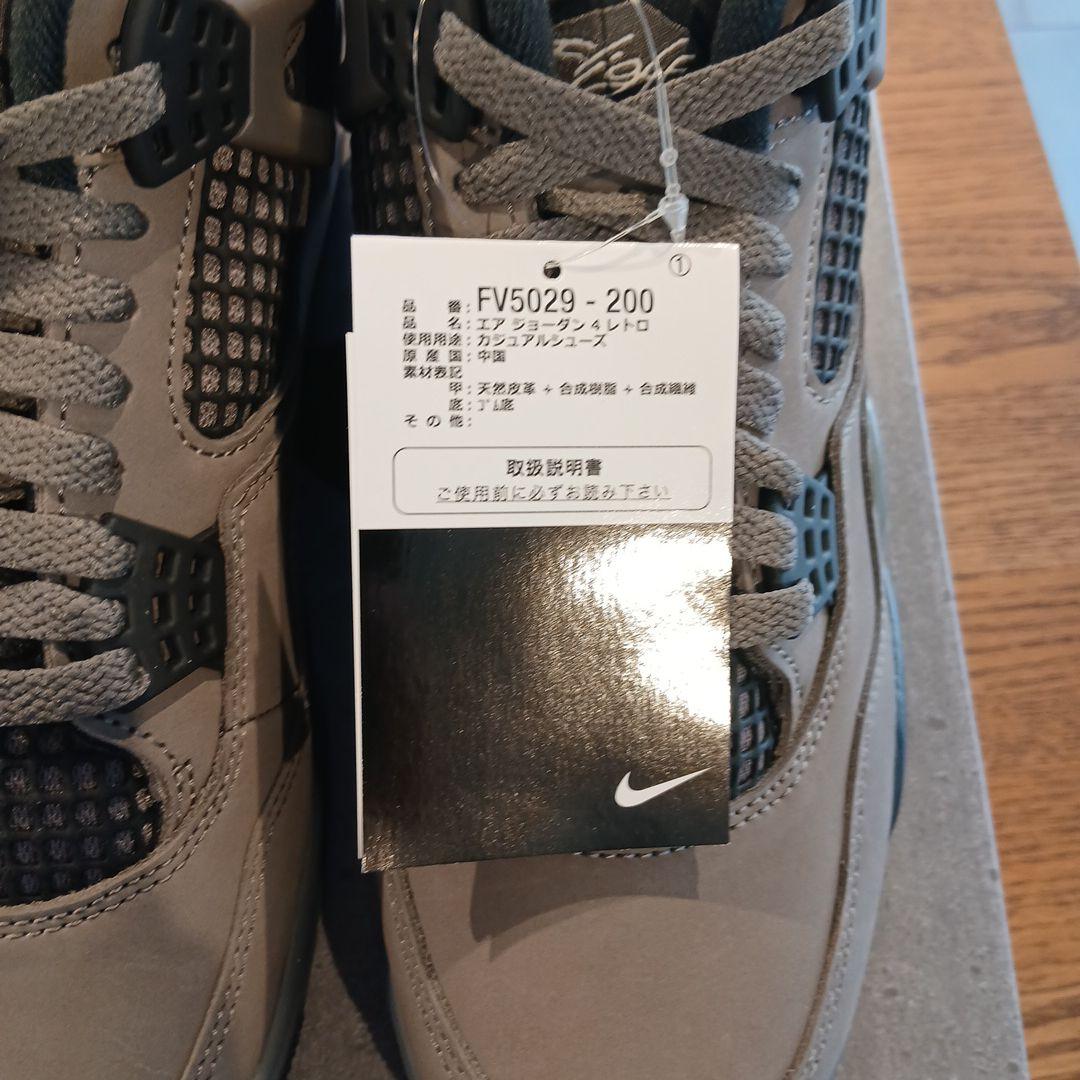 Flight
①
品番: FV5029 - 200
品名: エア ジョーダン 4 レトロ
使用用途: カジュアルシューズ
原産国: 中国
素材表記
甲: 天然皮革 + 合成樹脂 + 合成繊維
底: ゴム底
その他:
取扱説明書
ご使用前に必ずお読み下さい